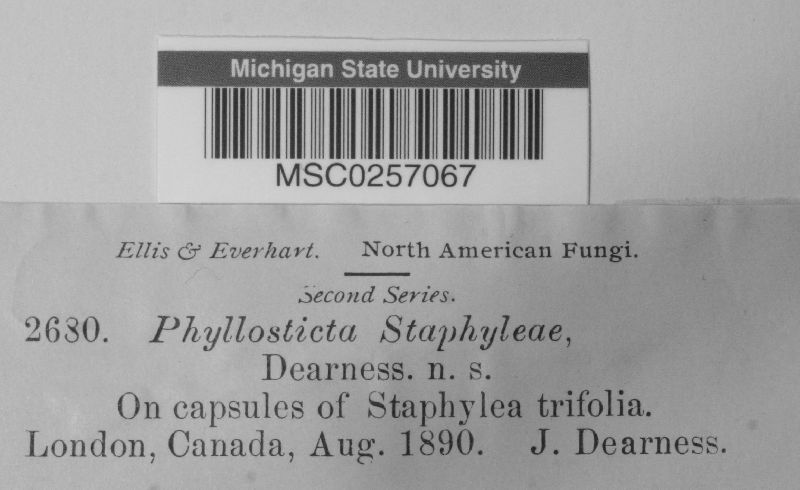 Michigan State University
MSC0257067
Ellis & Everhart. North American Fungi.
Second Series.
2680. Phyllosticta Staphyleae,
Dearness. n. s.
On capsules of Staphylea trifolia.
London, Canada, Aug. 1890. J. Dearness.